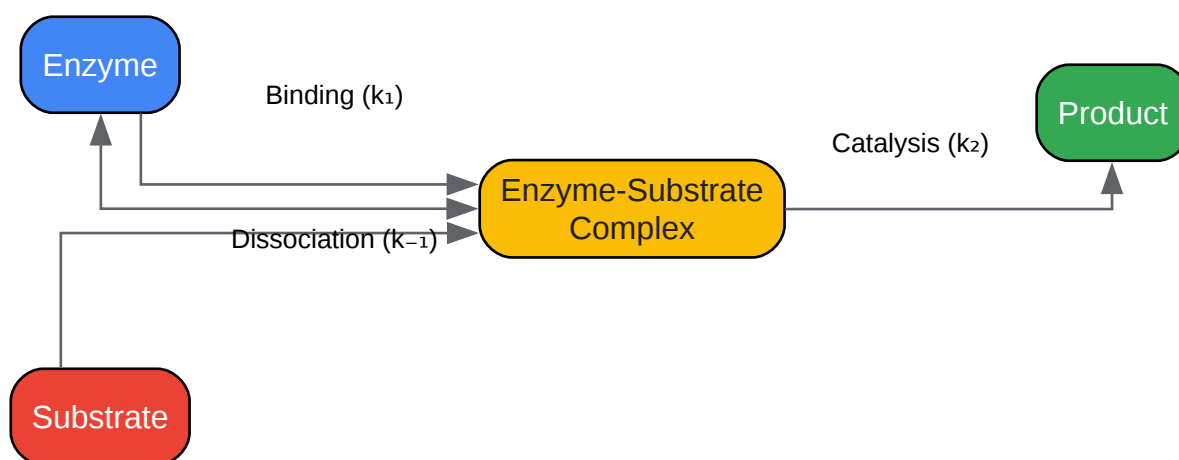 Enzyme
Binding (k₁)
Product
Catalysis (k₂)
Enzyme-Substrate
Complex
Dissociation (k₋₁)
Substrate